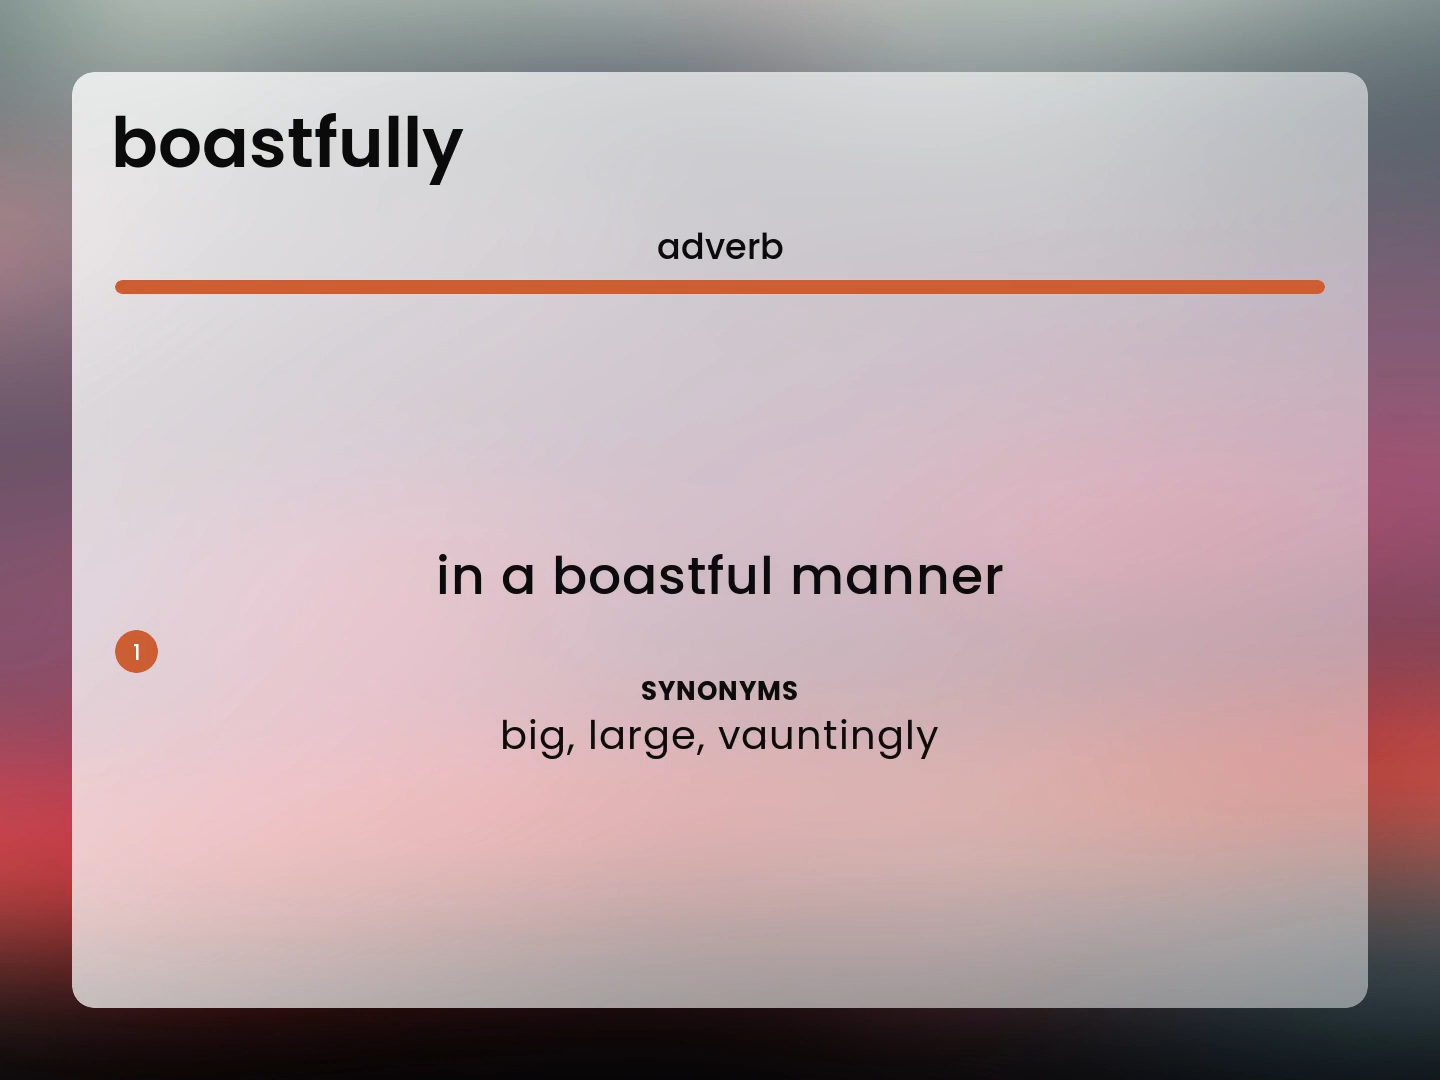 boastfully
adverb
in a boastful manner
1
SYNONYMS
big, large, vauntingly